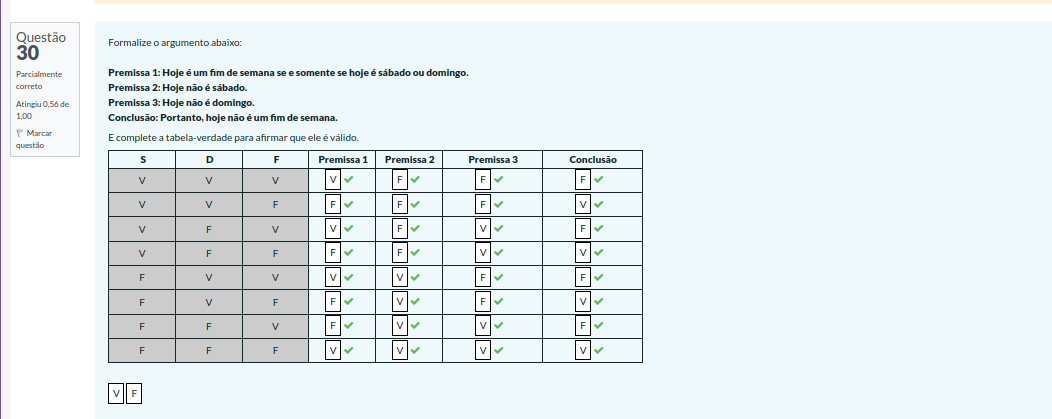 Questão
30
Parcialmente
correto
Atingiu 0,56 de
1,00
Marcar
questão
Formalize o argumento abaixo:
Premissa 1: Hoje é um fim de semana se e somente se hoje é sábado ou domingo.
Premissa 2: Hoje não é sábado.
Premissa 3: Hoje não é domingo.
Conclusão: Portanto, hoje não é um fim de semana.
E complete a tabela-verdade para afirmar que ele é válido.
S D F Premissa 1 Premissa 2 Premissa 3 Conclusão
V V V V F F F
V V F F F F V
V F V V F V F
V F F F F V V
F V V V V F F
F V F F V F V
F F V F V V F
F F F V V V V
V F